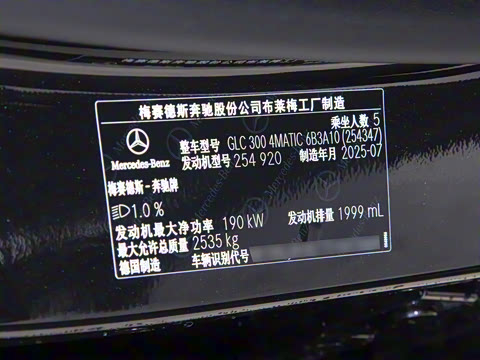 梅赛德斯奔驰股份公司布莱梅工厂制造
乘坐人数 5
整车型号 GLC 300 4MATIC 6B3A10 (254347)
Mercedes-Benz 发动机型号 254 920 制造年月 2025-07
梅赛德斯-奔驰牌
1.0 %
发动机最大净功率 190 kW 发动机排量 1999 mL
最大允许总质量 2535 kg
德国制造 车辆识别代号